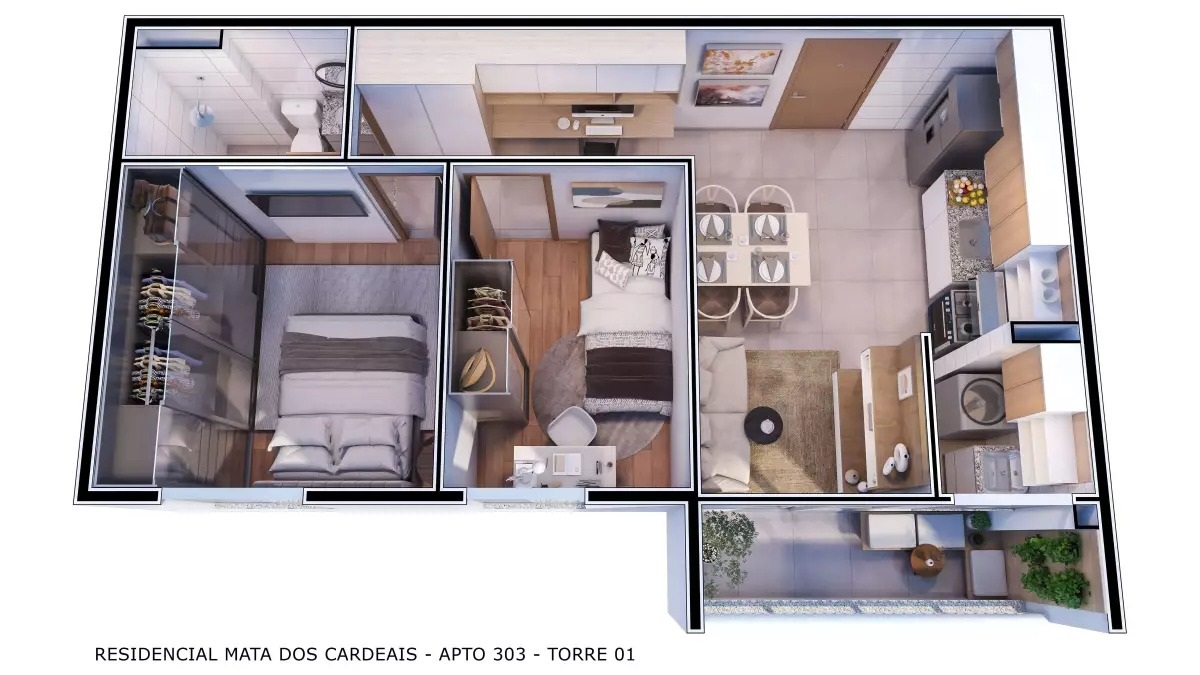 RESIDENCIAL MATA DOS CARDEAIS - APTO 303 - TORRE 01